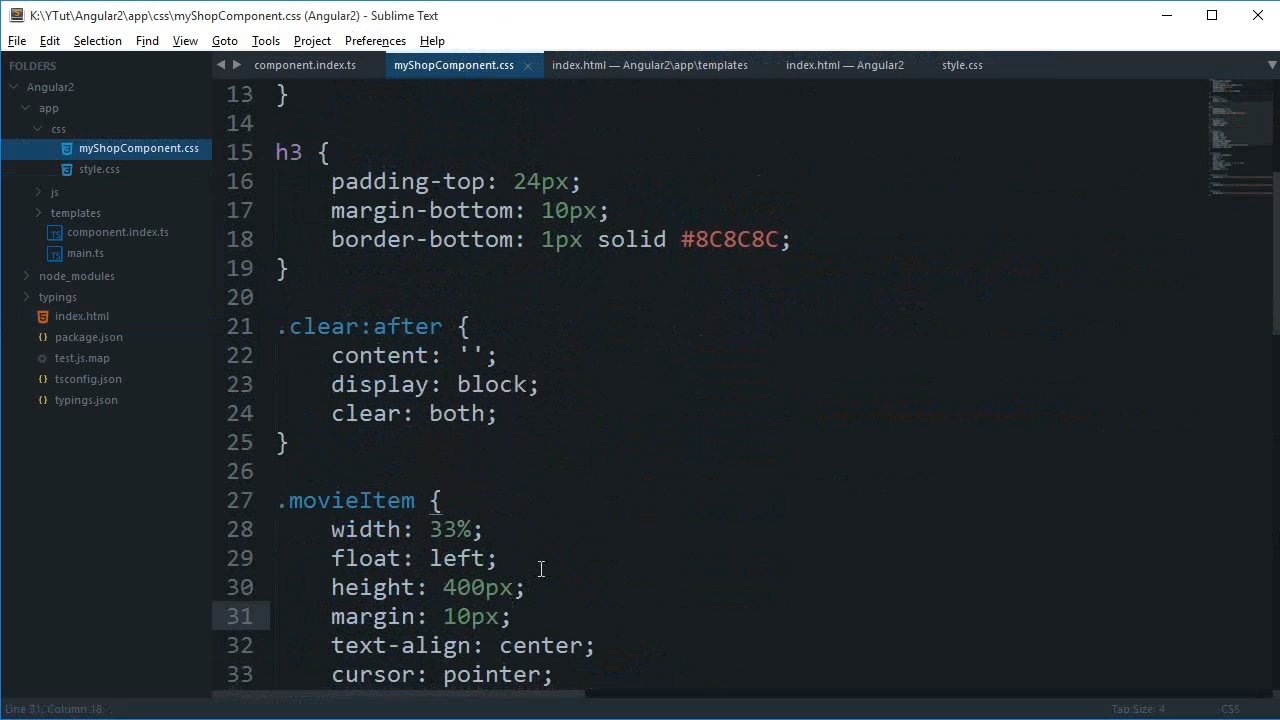 K:\YTut\Angular2\app\css\myShopComponent.css (Angular2) - Sublime Text
File Edit Selection Find View Goto Tools Project Preferences Help
FOLDERS
Angular2
app
css
myShopComponent.css
style.css
js
templates
component.index.ts
main.ts
node_modules
typings
index.html
package.json
test.js.map
tsconfig.json
typings.json
component.index.ts myShopComponent.css index.html — Angular2\app\templates index.html — Angular2 style.css
13 }
14
15 h3 {
16 padding-top: 24px;
17 margin-bottom: 10px;
18 border-bottom: 1px solid #8C8C8C;
19 }
20
21 .clear:after {
22 content: '';
23 display: block;
24 clear: both;
25 }
26
27 .movieItem {
28 width: 33%;
29 float: left;
30 height: 400px;
31 margin: 10px;
32 text-align: center;
33 cursor: pointer;
Line 31, Column 18 Tab Size: 4 CSS